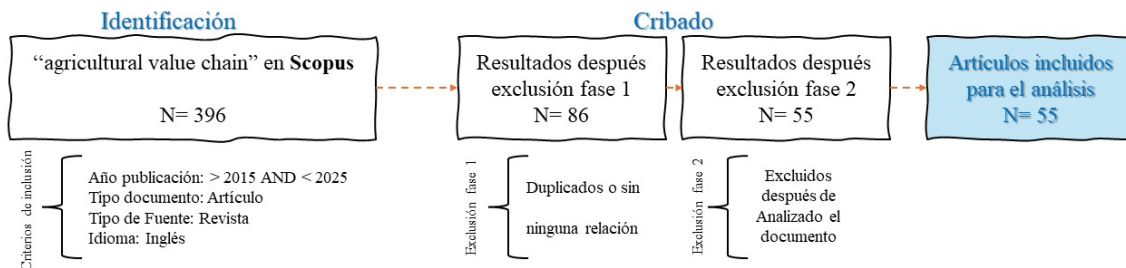 Identificación
Cribado
“agricultural value chain” en Scopus
N= 396
Resultados después
exclusión fase 1
N= 86
Resultados después
exclusión fase 2
N= 55
Artículos incluidos
para el análisis
N= 55
Criterios de inclusión
Año publicación: > 2015 AND < 2025
Tipo documento: Artículo
Tipo de Fuente: Revista
Idioma: Inglés
Exclusión fase 1
Duplicados o sin
ninguna relación
Exclusión fase 2
Excluidos
después de
Analizado el
documento